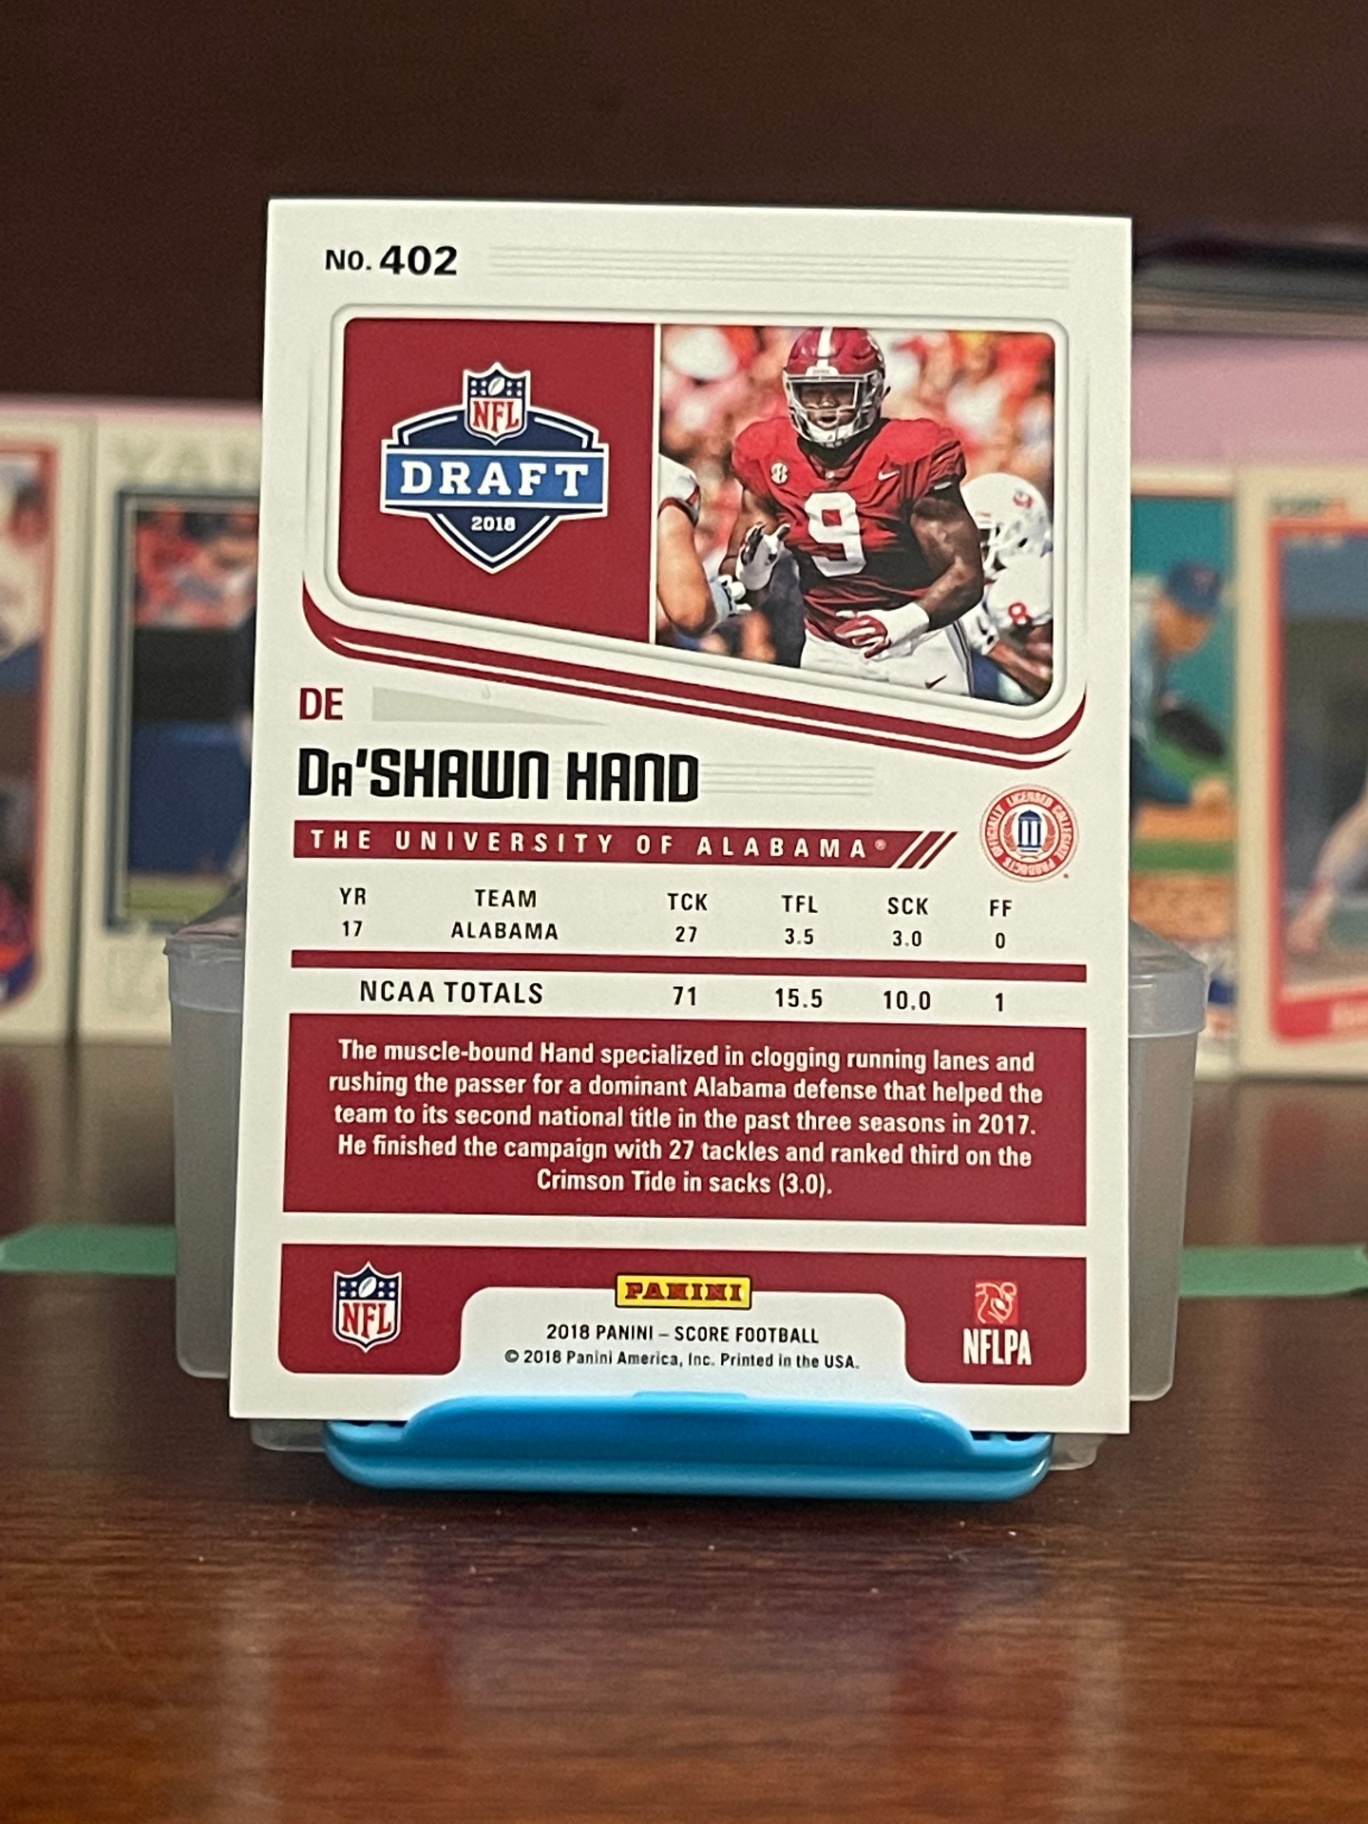 NO. 402
NFL
DRAFT
2018
9
8
DE
DA'SHAWN HAND
THE UNIVERSITY OF ALABAMA®
OFFICIALLY LICENSED COLLEGIATE PRODUCTS
YR TEAM TCK TFL SCK FF
17 ALABAMA 27 3.5 3.0 0
NCAA TOTALS 71 15.5 10.0 1
The muscle-bound Hand specialized in clogging running lanes and
rushing the passer for a dominant Alabama defense that helped the
team to its second national title in the past three seasons in 2017.
He finished the campaign with 27 tackles and ranked third on the
Crimson Tide in sacks (3.0).
NFL
PANINI
2018 PANINI – SCORE FOOTBALL
© 2018 Panini America, Inc. Printed in the USA.
NFLPA